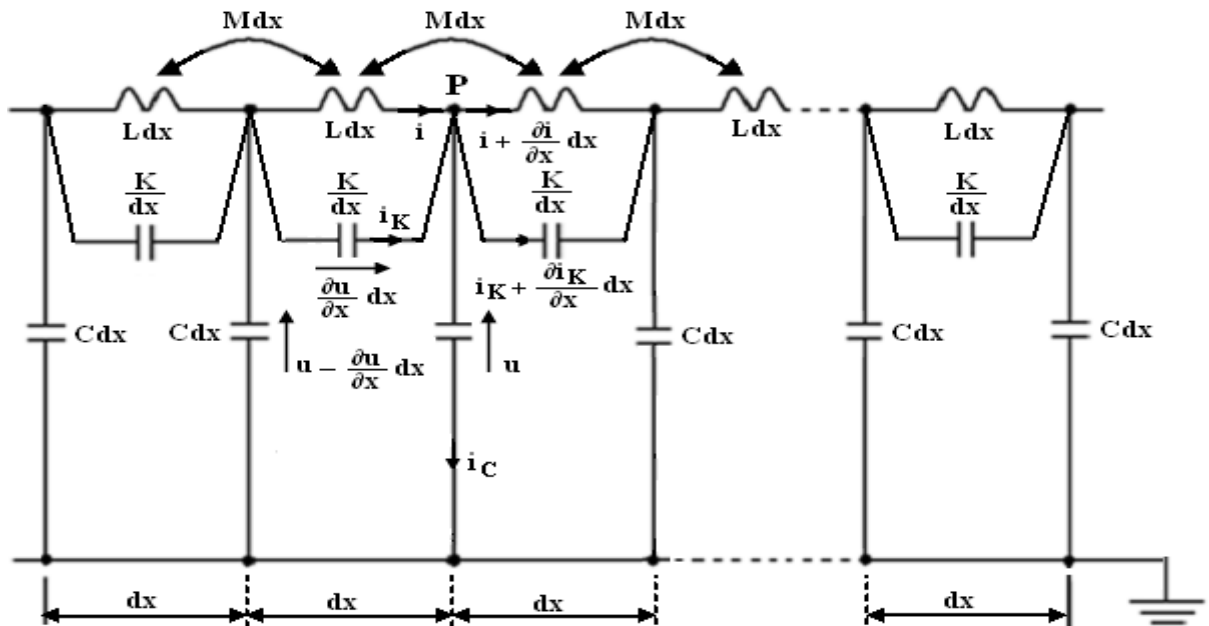 Mdx Mdx Mdx
P
Ldx Ldx i i + ∂i/∂x dx Ldx Ldx
K/dx K/dx K/dx K/dx
i_K
∂u/∂x dx i_K + ∂i_K/∂x dx
Cdx Cdx u − ∂u/∂x dx u Cdx Cdx Cdx
i_C
dx dx dx dx